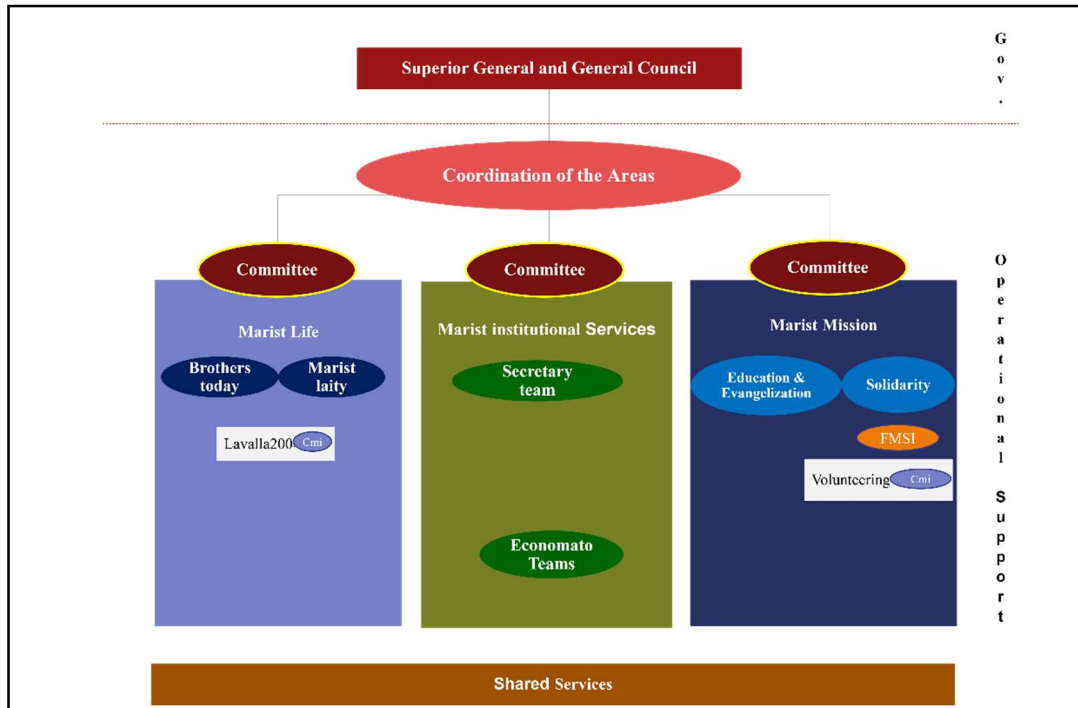 Gov.
Superior General and General Council
Coordination of the Areas
Committee
Committee
Committee
Operational Support
Marist Life
Brothers
today
Marist
laity
Lavalla200
Cmi
Marist institutional Services
Secretary
team
Economato
Teams
Marist Mission
Education &
Evangelization
Solidarity
FMSI
Volunteering
Cmi
Shared Services